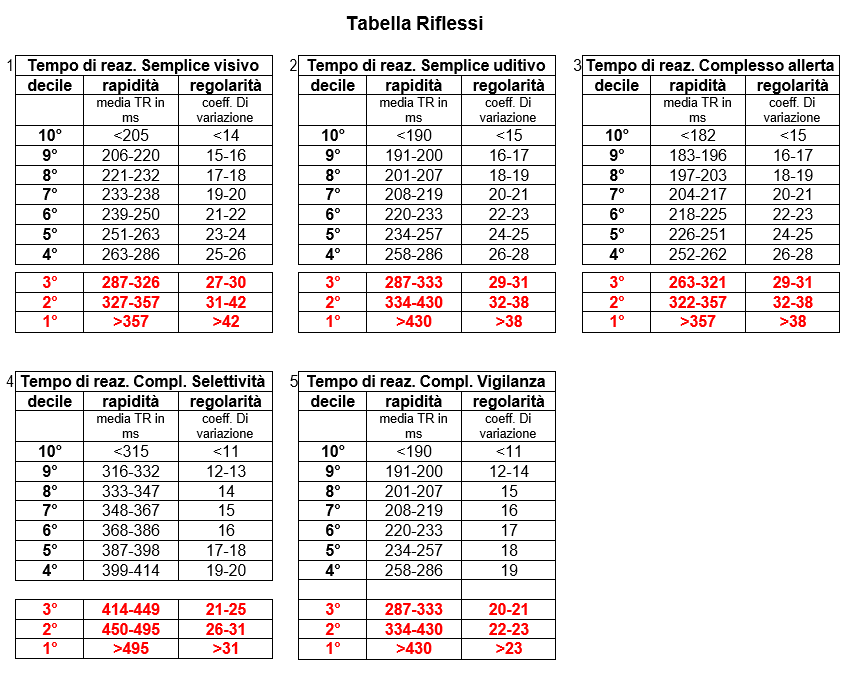 Tabella Riflessi
1 Tempo di reaz. Semplice visivo
decile rapidità regolarità
media TR in ms coeff. Di variazione
10° <205 <14
9° 206-220 15-16
8° 221-232 17-18
7° 233-238 19-20
6° 239-250 21-22
5° 251-263 23-24
4° 263-286 25-26
3° 287-326 27-30
2° 327-357 31-42
1° >357 >42
2 Tempo di reaz. Semplice uditivo
decile rapidità regolarità
media TR in ms coeff. Di variazione
10° <190 <15
9° 191-200 16-17
8° 201-207 18-19
7° 208-219 20-21
6° 220-233 22-23
5° 234-257 24-25
4° 258-286 26-28
3° 287-333 29-31
2° 334-430 32-38
1° >430 >38
3 Tempo di reaz. Complesso allerta
decile rapidità regolarità
media TR in ms coeff. Di variazione
10° <182 <15
9° 183-196 16-17
8° 197-203 18-19
7° 204-217 20-21
6° 218-225 22-23
5° 226-251 24-25
4° 252-262 26-28
3° 263-321 29-31
2° 322-357 32-38
1° >357 >38
4 Tempo di reaz. Compl. Selettività
decile rapidità regolarità
media TR in ms coeff. Di variazione
10° <315 <11
9° 316-332 12-13
8° 333-347 14
7° 348-367 15
6° 368-386 16
5° 387-398 17-18
4° 399-414 19-20
3° 414-449 21-25
2° 450-495 26-31
1° >495 >31
5 Tempo di reaz. Compl. Vigilanza
decile rapidità regolarità
media TR in ms coeff. Di variazione
10° <190 <11
9° 191-200 12-14
8° 201-207 15
7° 208-219 16
6° 220-233 17
5° 234-257 18
4° 258-286 19
3° 287-333 20-21
2° 334-430 22-23
1° >430 >23